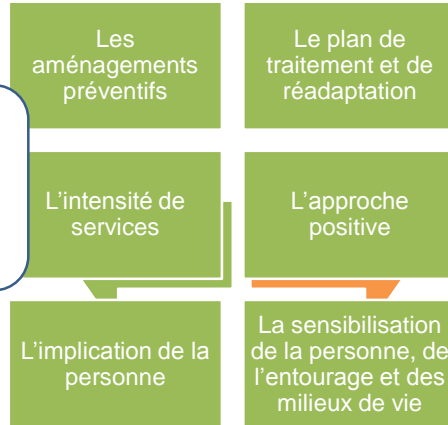 Les
aménagements
préventifs
Le plan de
traitement et de
réadaptation
L'intensité de
services
L'approche
positive
L'implication de la
personne
La sensibilisation
de la personne, de
l'entourage et des
milieux de vie